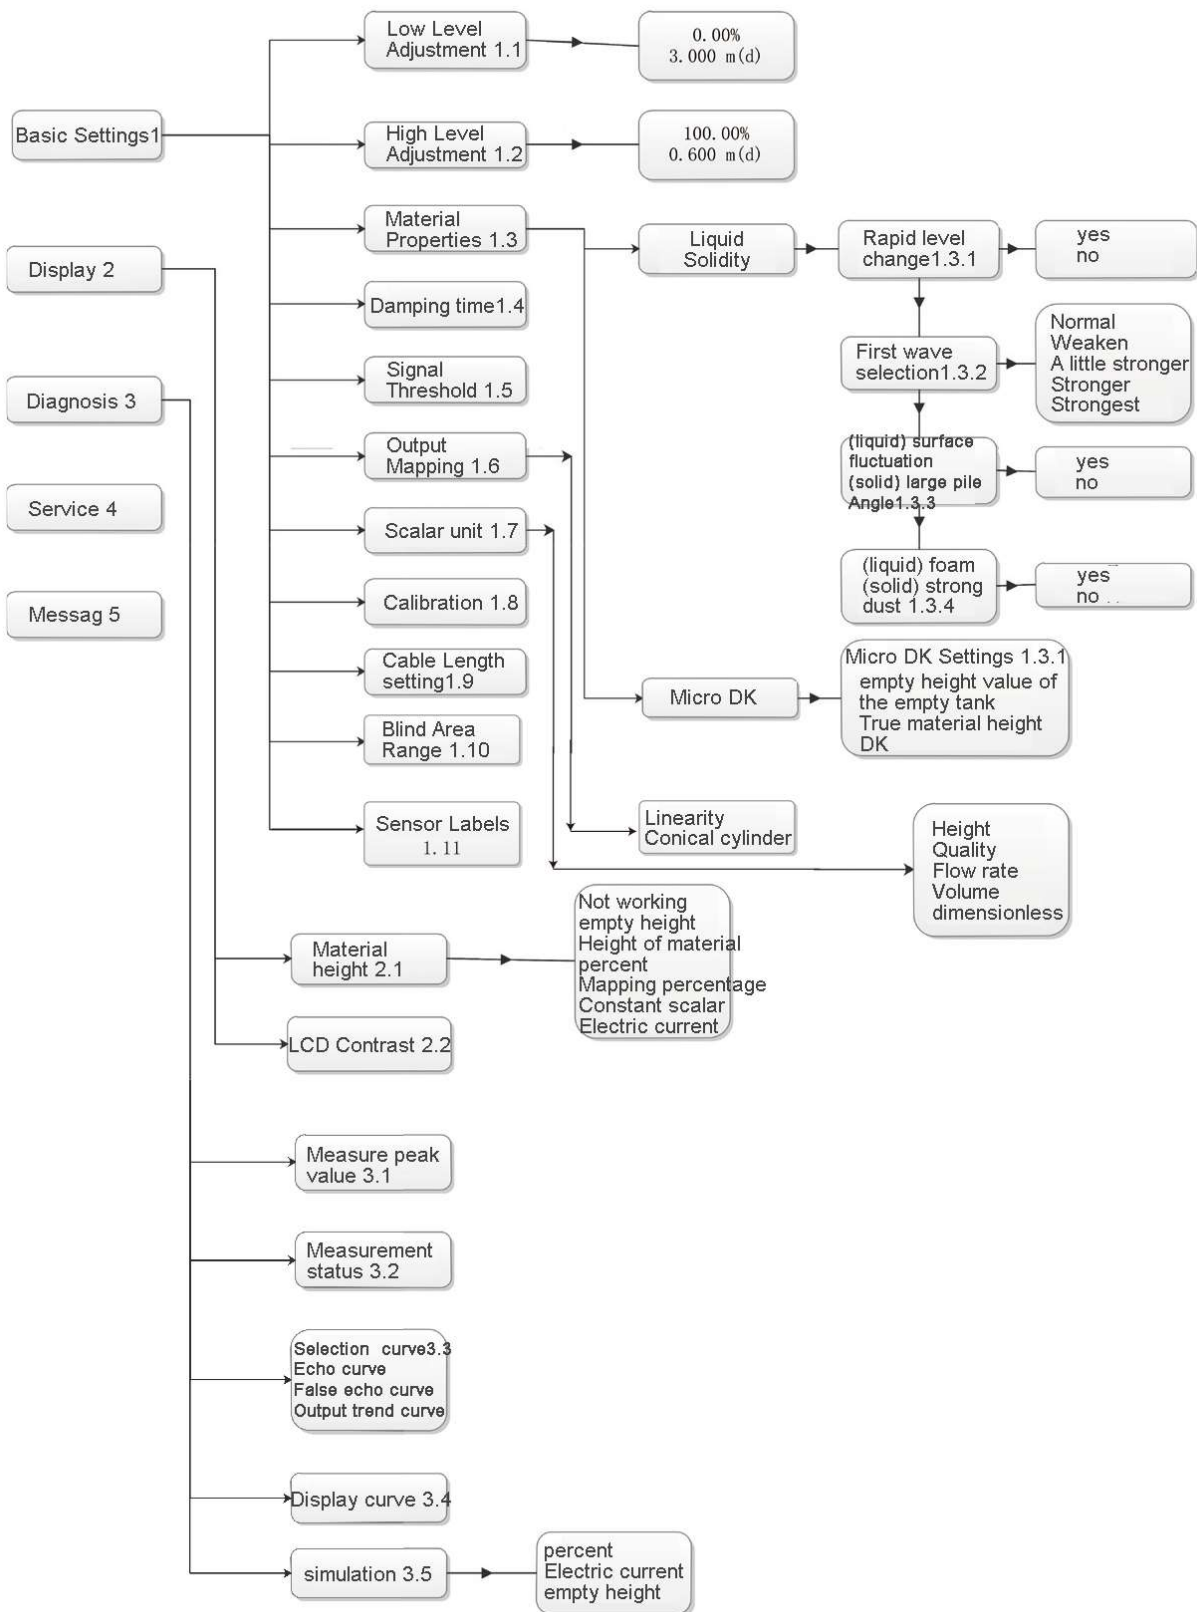 Basic Settings1
Low Level
Adjustment 1.1
0.00%
3.000 m(d)
High Level
Adjustment 1.2
100.00%
0.600 m(d)
Material
Properties 1.3
Liquid
Solidity
Rapid level
change1.3.1
yes
no
First wave
selection1.3.2
Normal
Weaken
A little stronger
Stronger
Strongest
(liquid) surface
fluctuation
(solid) large pile
Angle1.3.3
yes
no
(liquid) foam
(solid) strong
dust 1.3.4
yes
no
Micro DK
Micro DK Settings 1.3.1
empty height value of
the empty tank
True material height
DK
Damping time1.4
Signal
Threshold 1.5
Output
Mapping 1.6
Linearity
Conical cylinder
Scalar unit 1.7
Height
Quality
Flow rate
Volume
dimensionless
Calibration 1.8
Cable Length
setting1.9
Blind Area
Range 1.10
Sensor Labels
1.11
Display 2
Material
height 2.1
Not working
empty height
Height of material
percent
Mapping percentage
Constant scalar
Electric current
LCD Contrast 2.2
Diagnosis 3
Measure peak
value 3.1
Measurement
status 3.2
Selection curve3.3
Echo curve
False echo curve
Output trend curve
Display curve 3.4
simulation 3.5
percent
Electric current
empty height
Service 4
Messag 5